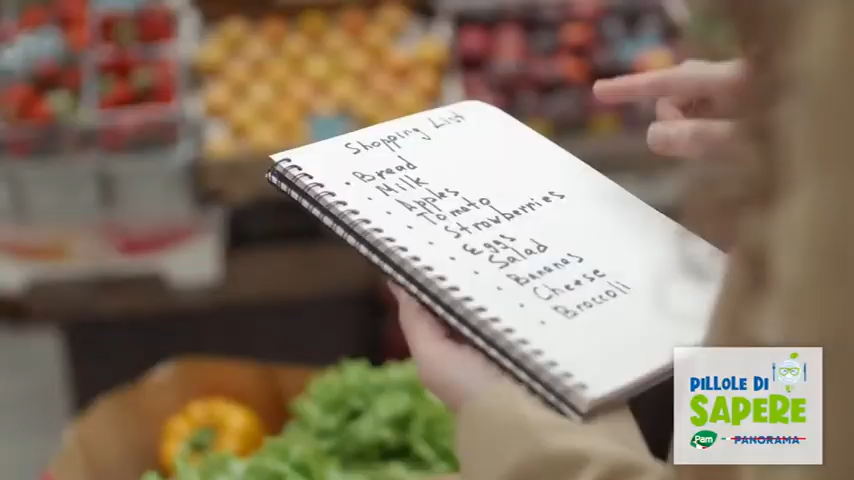 Shopping List
• Bread
• Milk
• Apples
• Tomato
• Strawberries
• Eggs
• Salad
• Bananas
• Cheese
• Broccoli
PILLOLE DI
SAPERE
Pam PANORAMA